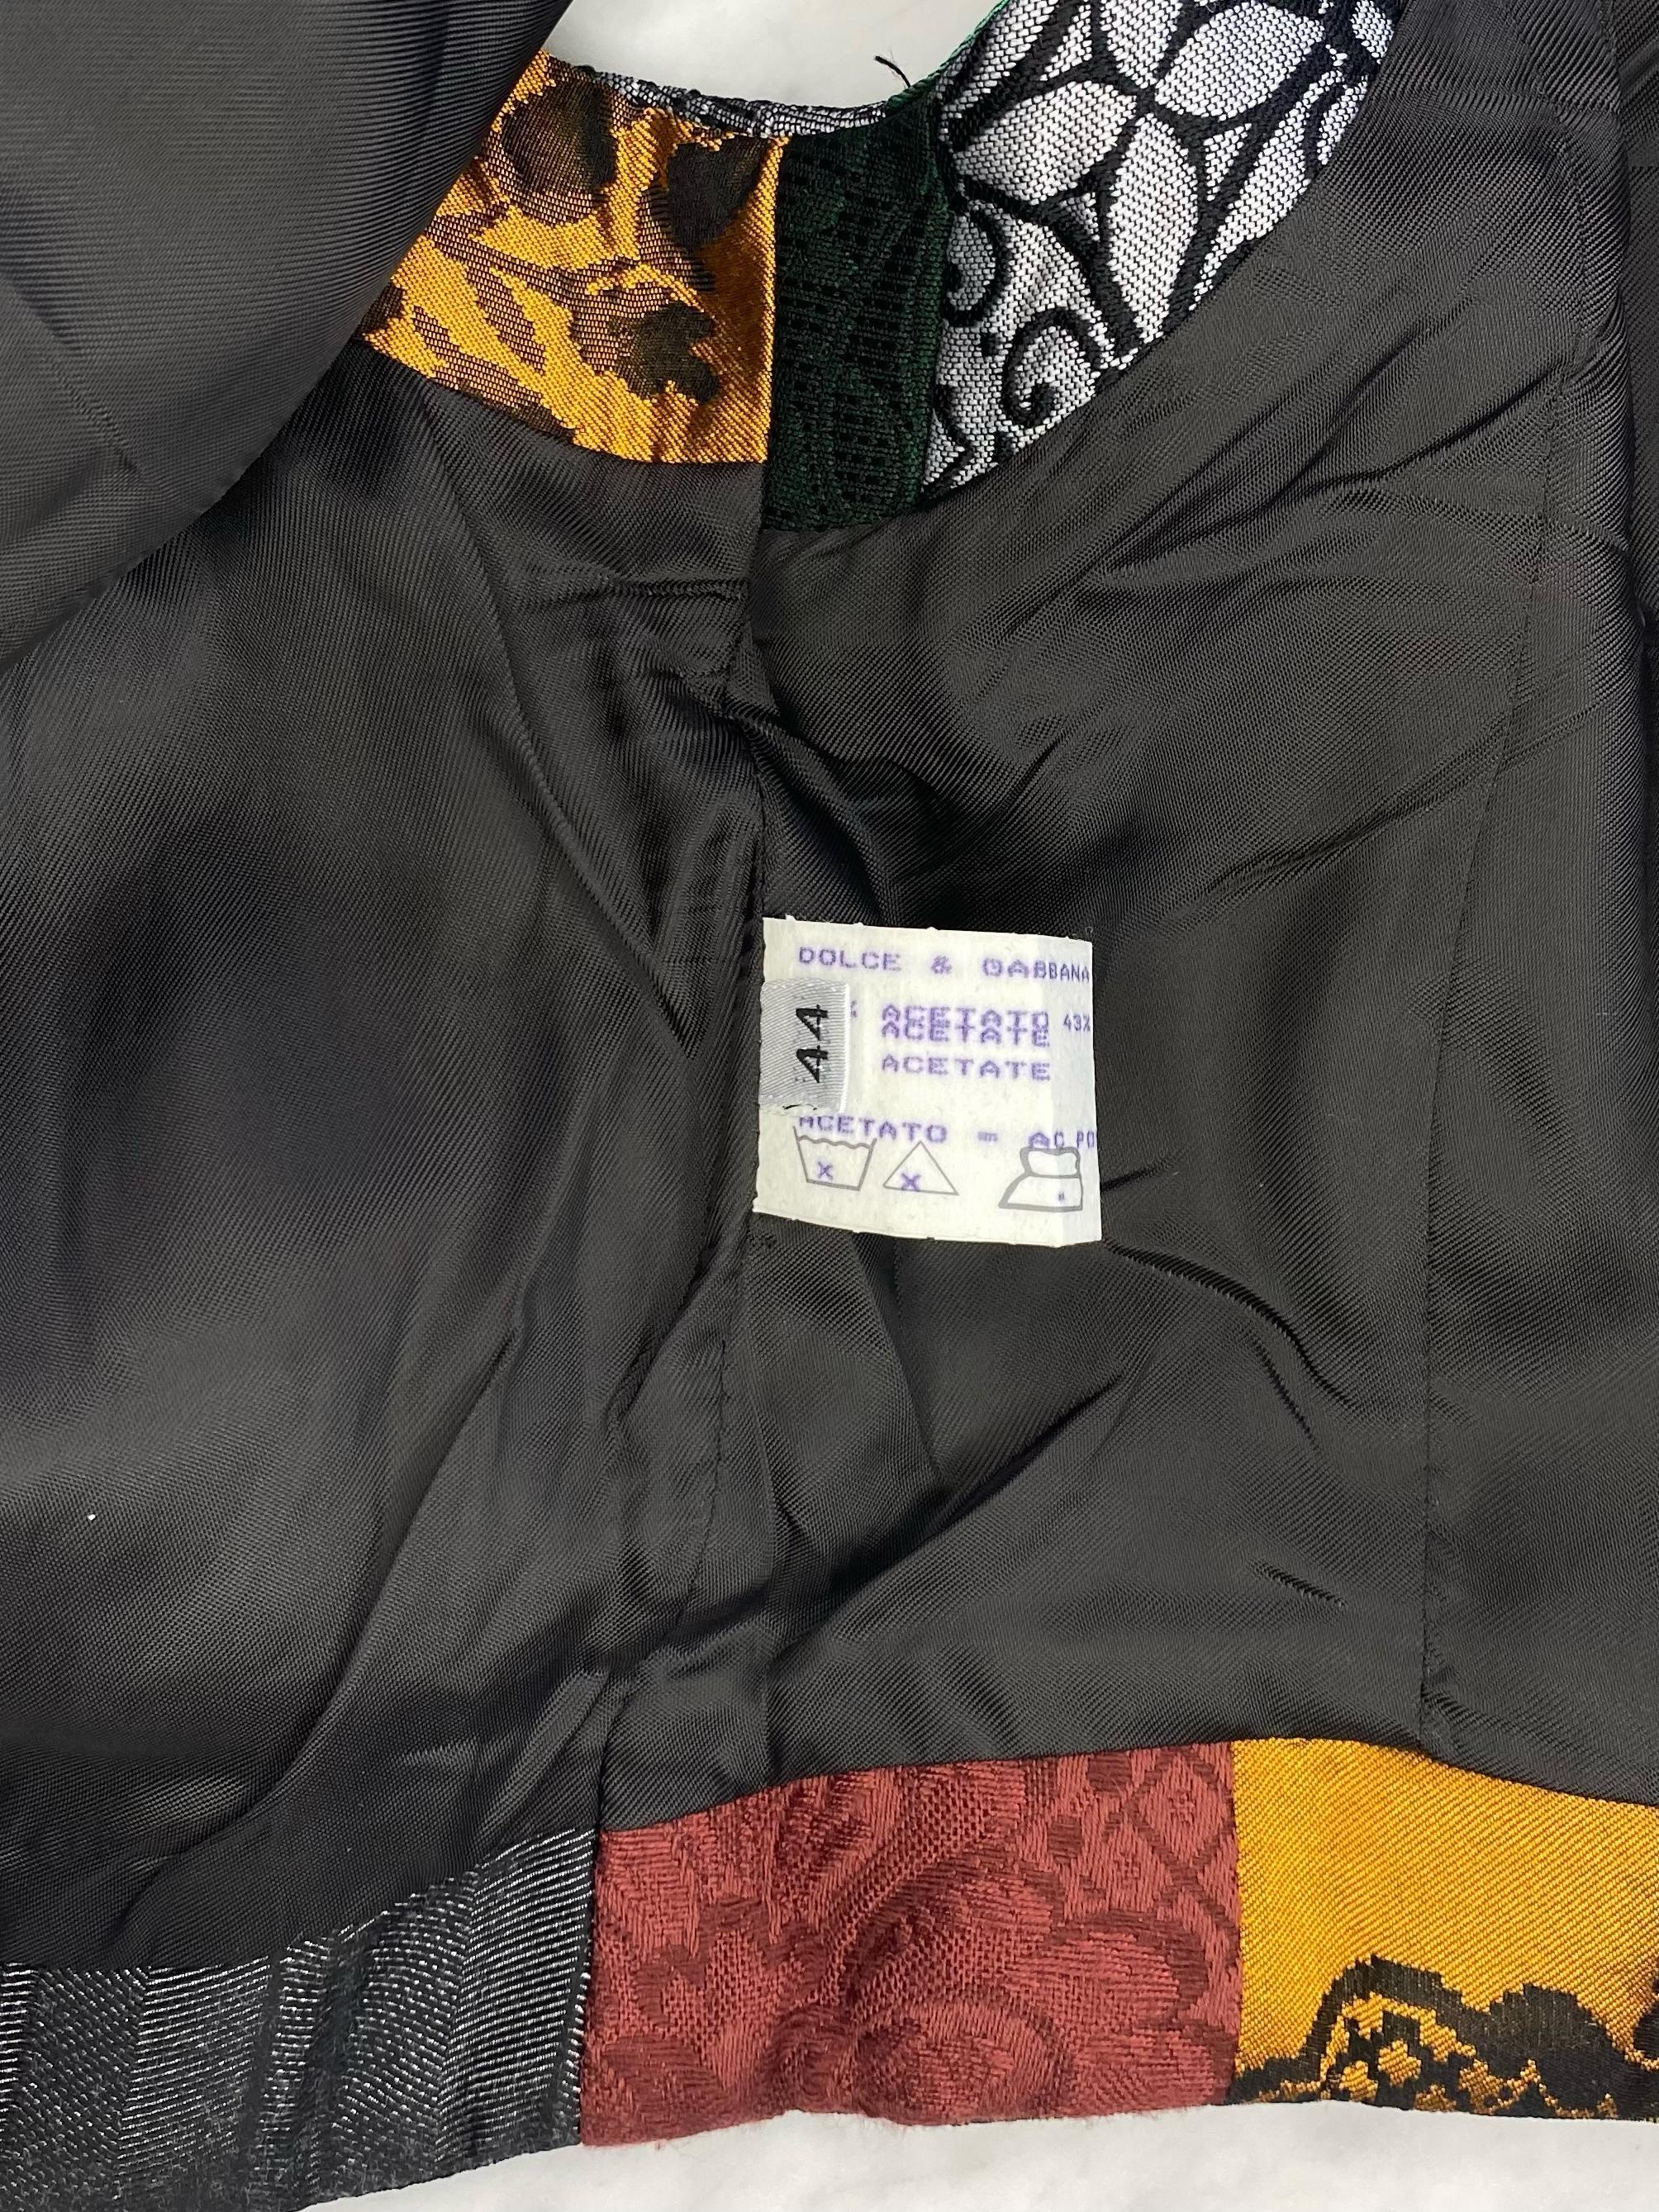 DOLCE & GABBANA
% ACETATO 43%
ACETATE
ACETATE
44
ACETATO = AC